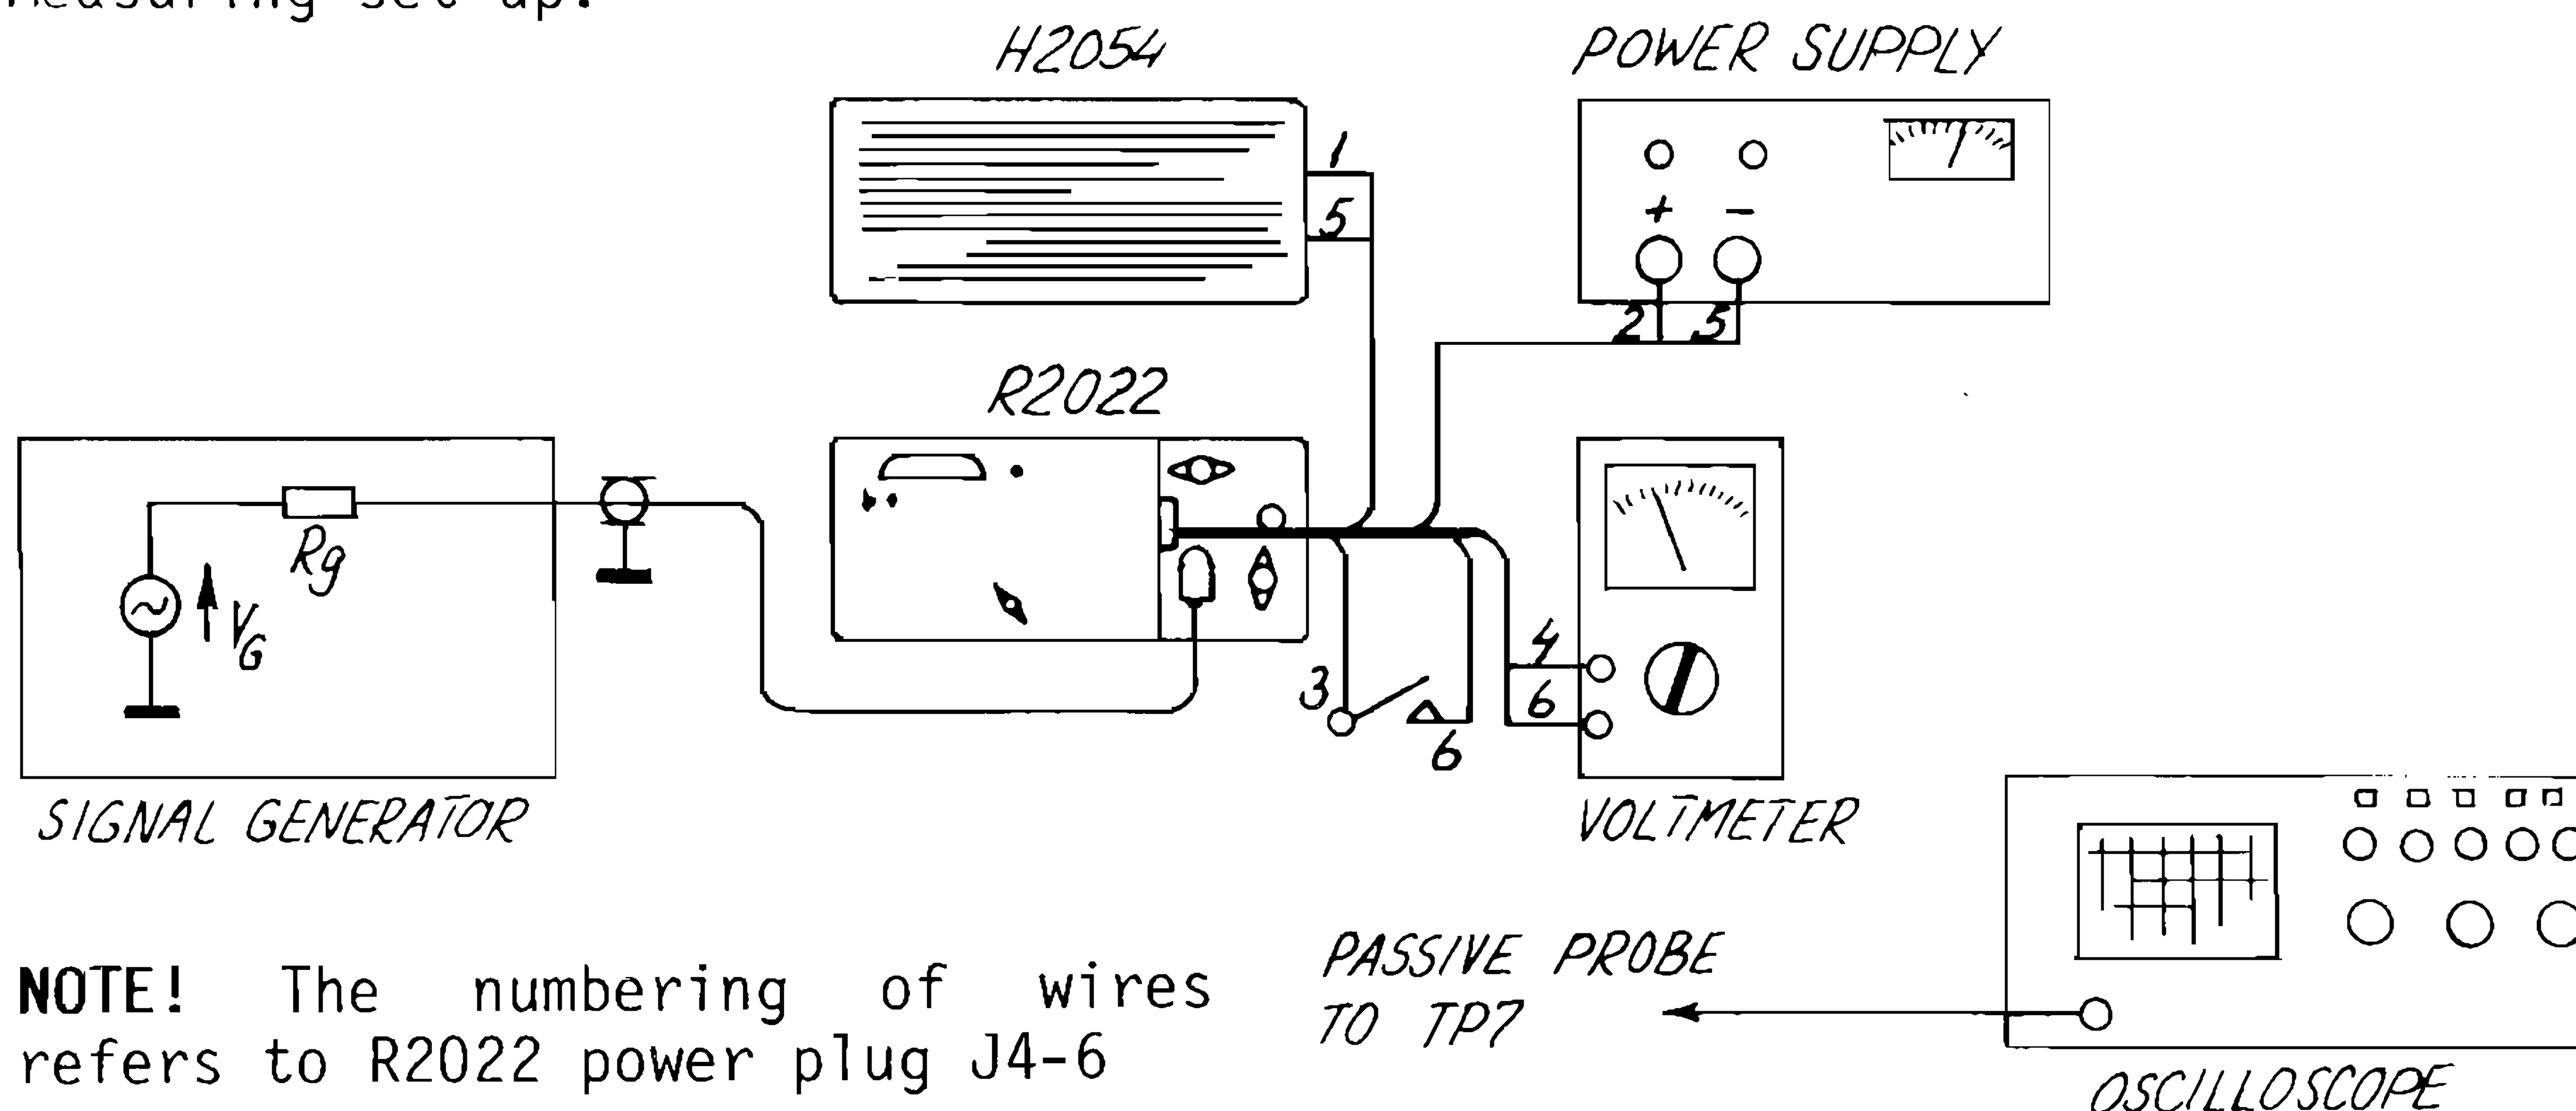 H2054
POWER SUPPLY
1
5
+ -
2 5
R2022
Rg
VG
4
3
6
6
SIGNAL GENERATOR
VOLTMETER
PASSIVE PROBE
TO TP7
NOTE! The numbering of wires
refers to R2022 power plug J4-6
OSCILLOSCOPE